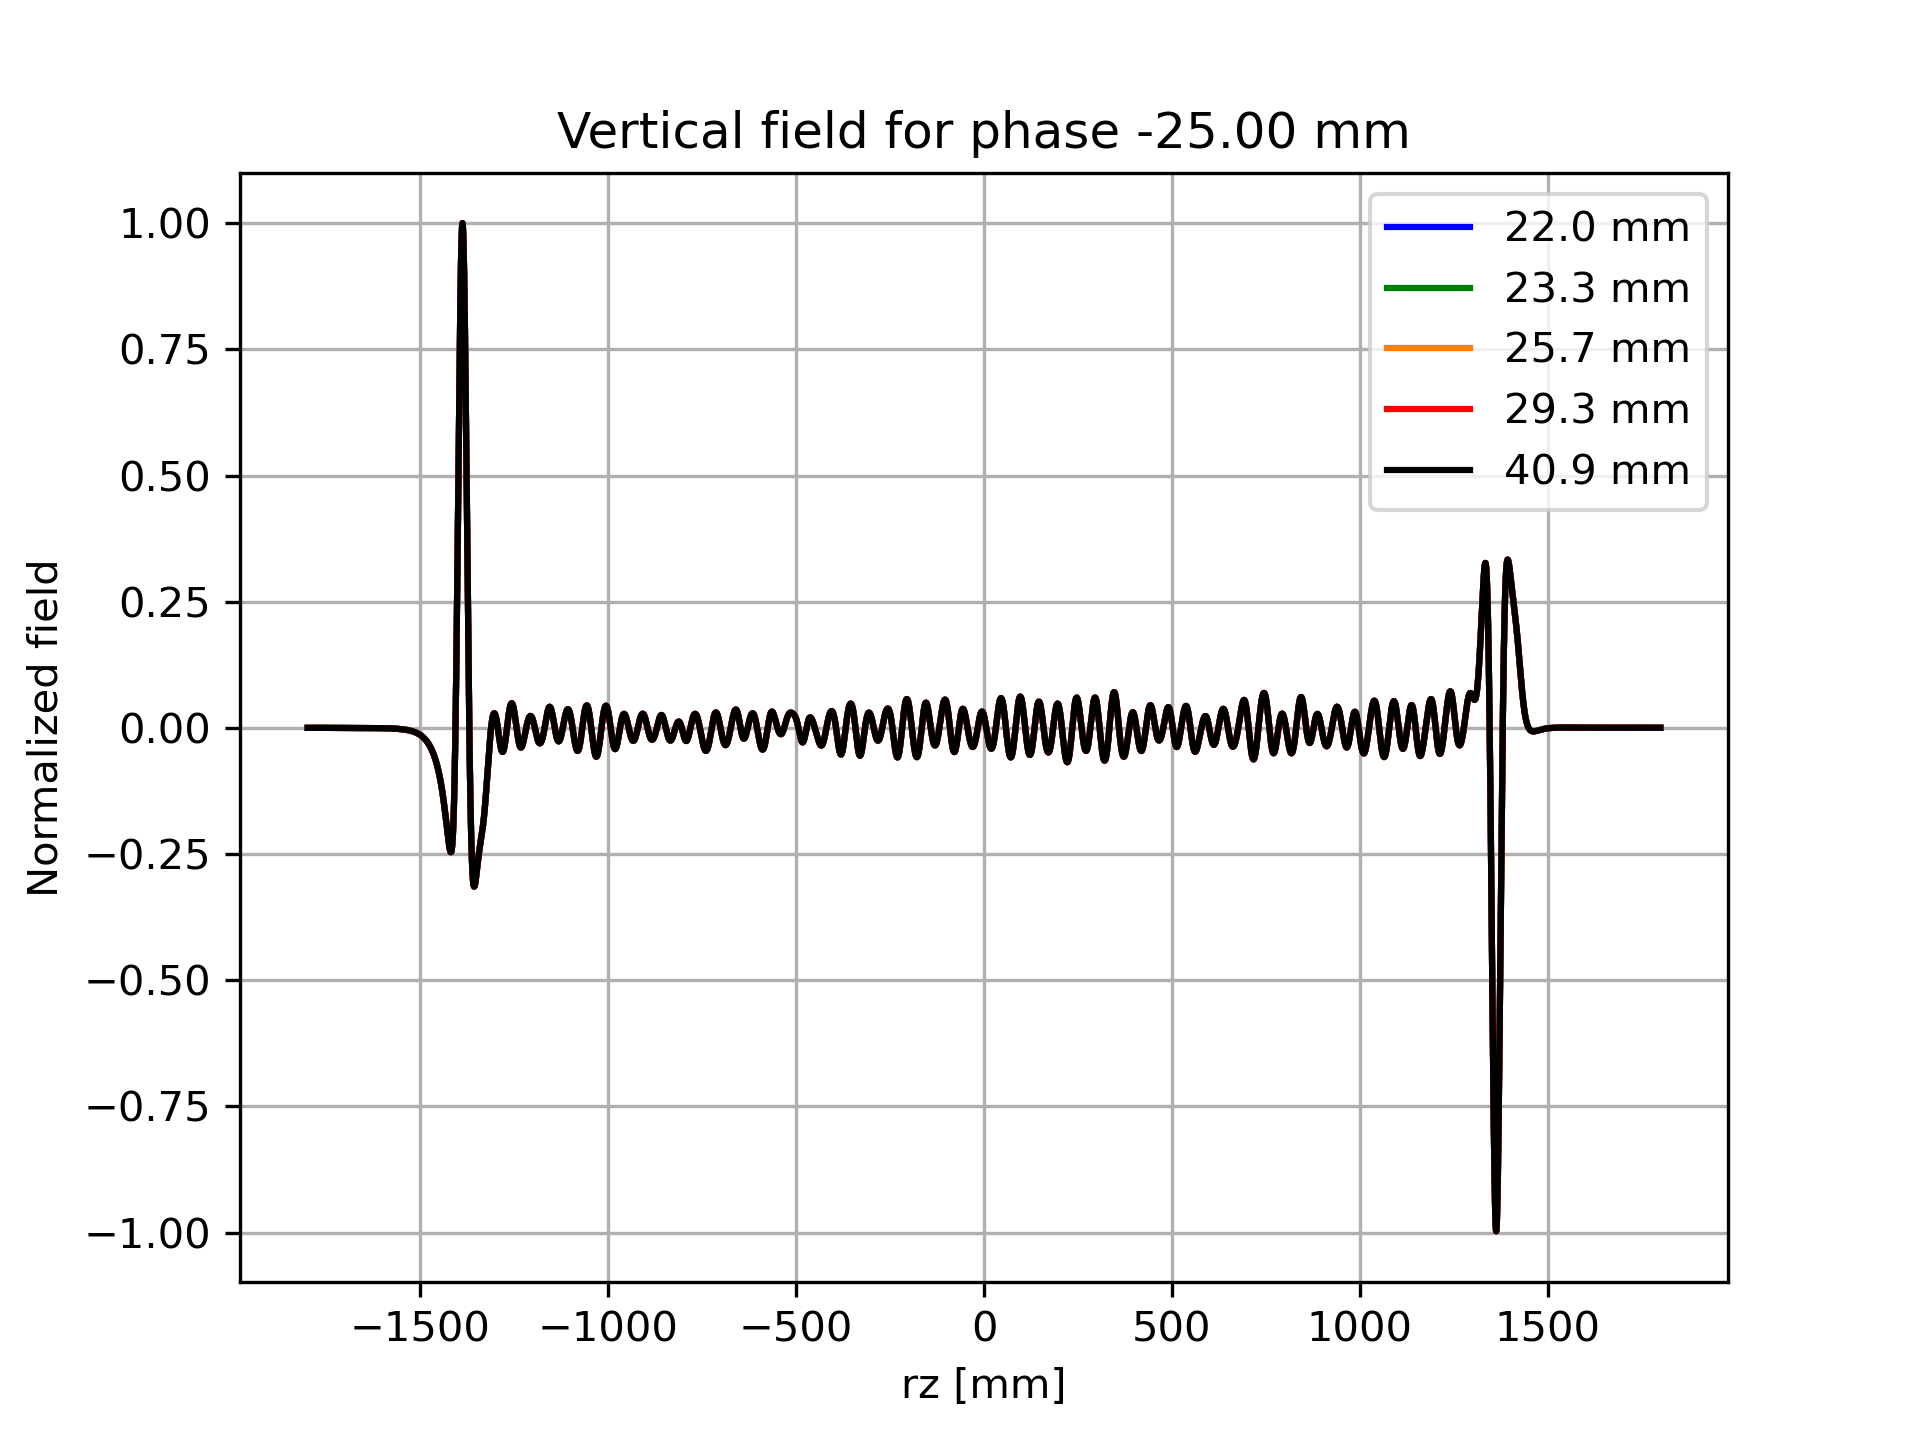 Vertical field for phase -25.00 mm
1.00
0.75
0.50
0.25
0.00
−0.25
−0.50
−0.75
−1.00
Normalized field
22.0 mm
23.3 mm
25.7 mm
29.3 mm
40.9 mm
−1500 −1000 −500 0 500 1000 1500
rz [mm]